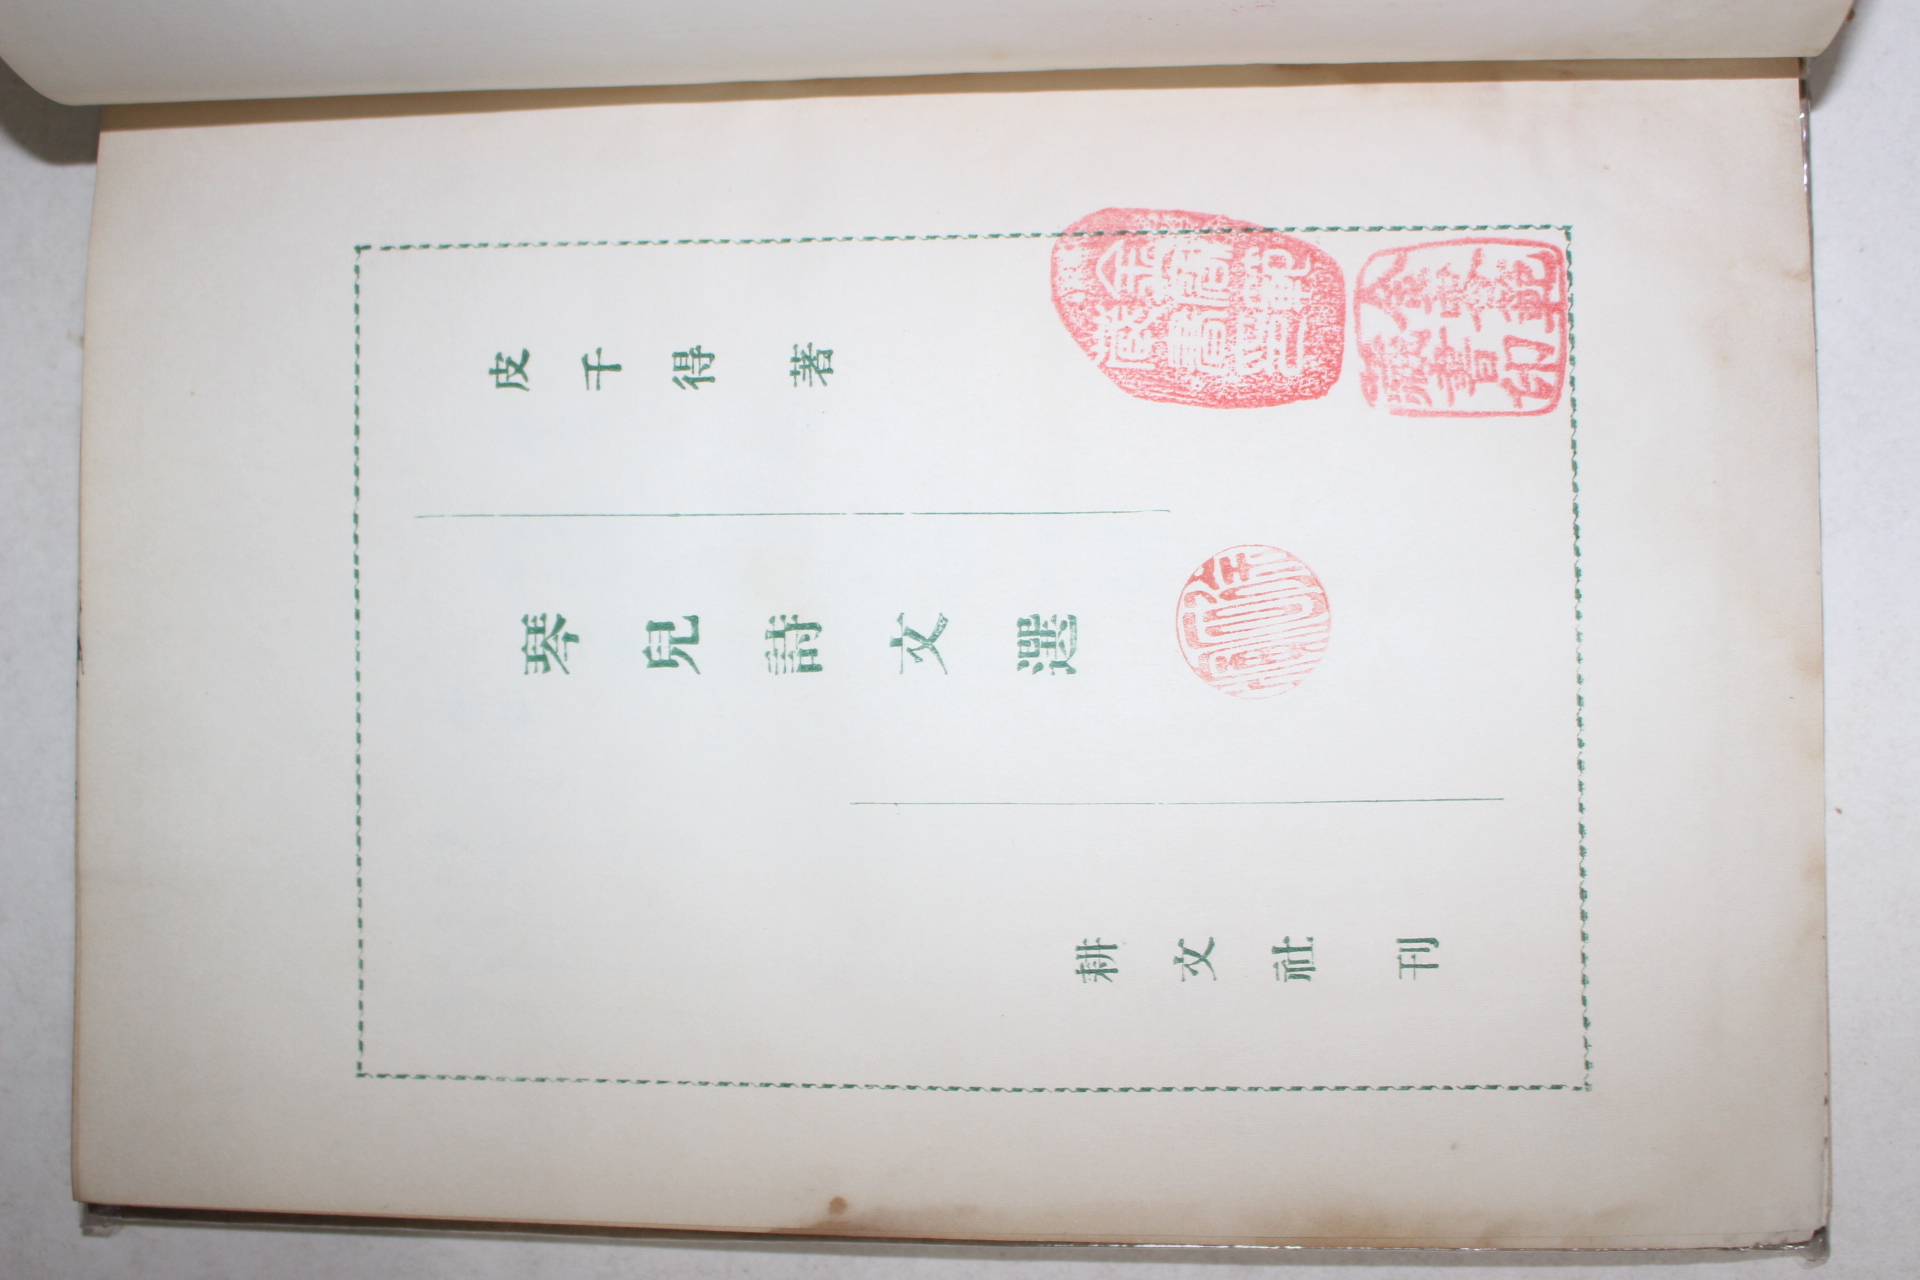 皮千得 著
琴兒詩文選
耕文社 刊